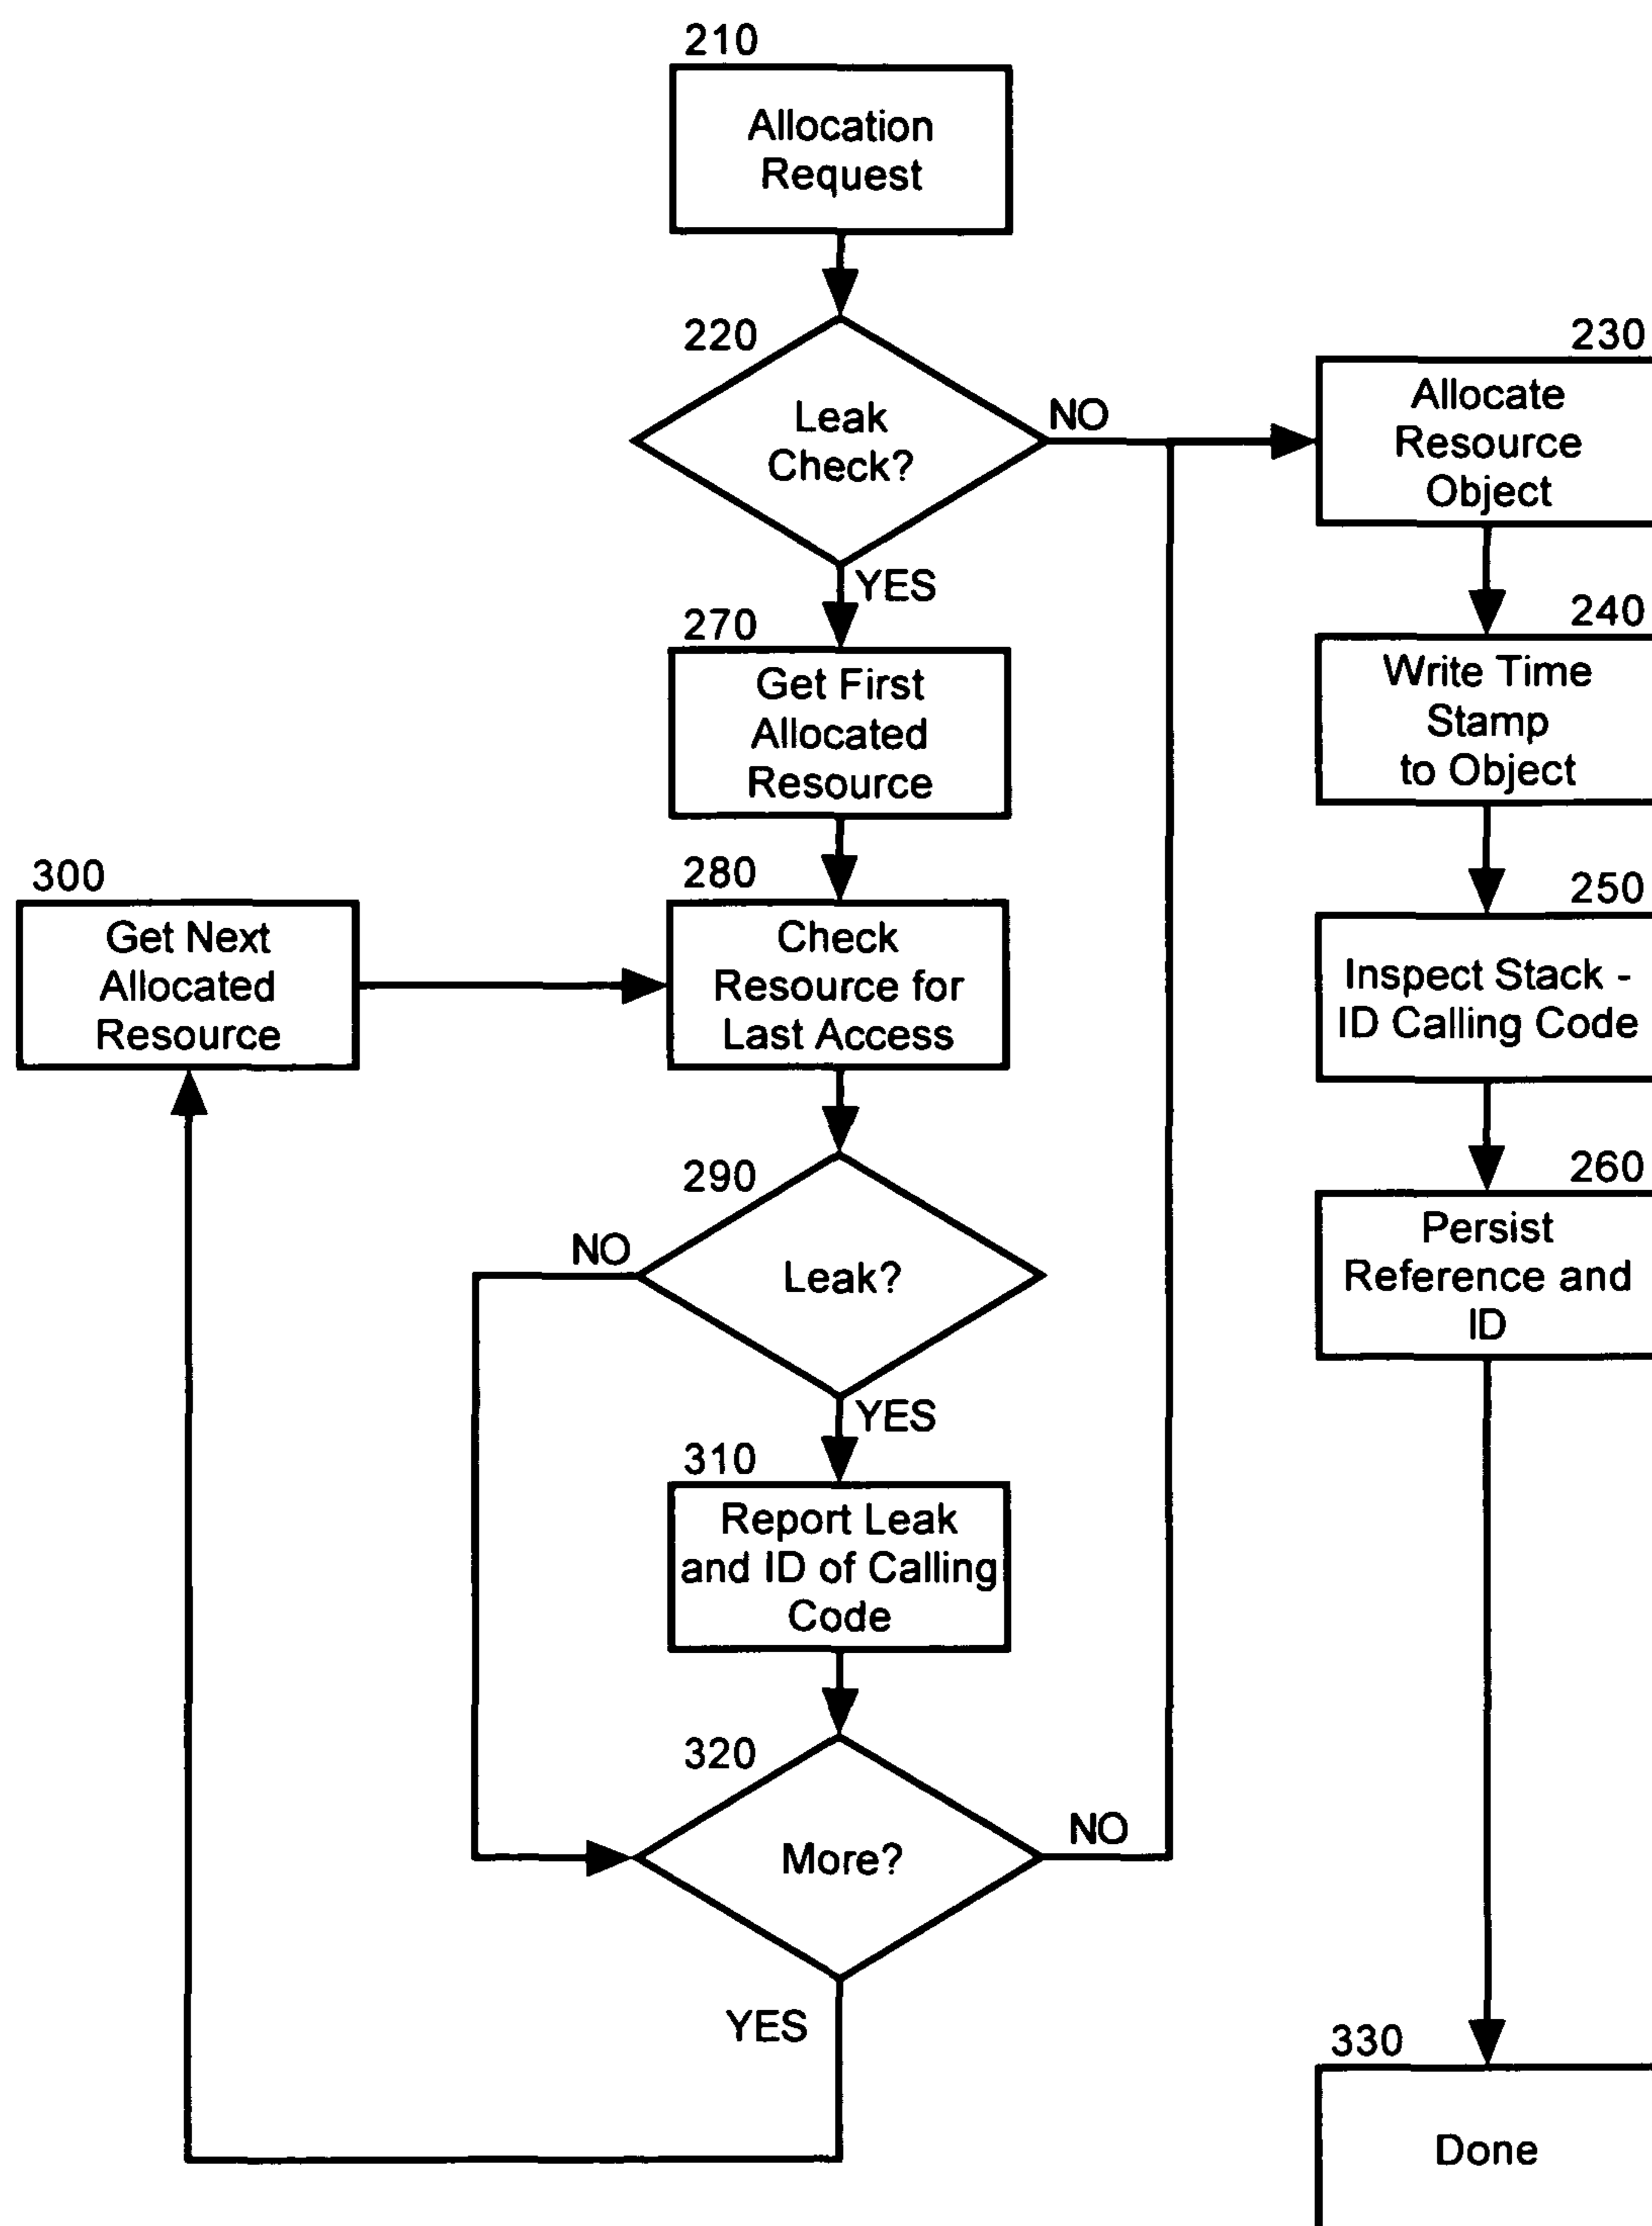 210
Allocation
Request
220
Leak
Check?
NO
YES
230
Allocate
Resource
Object
240
Write Time
Stamp
to Object
250
Inspect Stack -
ID Calling Code
260
Persist
Reference and
ID
270
Get First
Allocated
Resource
280
Check
Resource for
Last Access
300
Get Next
Allocated
Resource
290
Leak?
NO
YES
310
Report Leak
and ID of Calling
Code
320
More?
NO
YES
330
Done